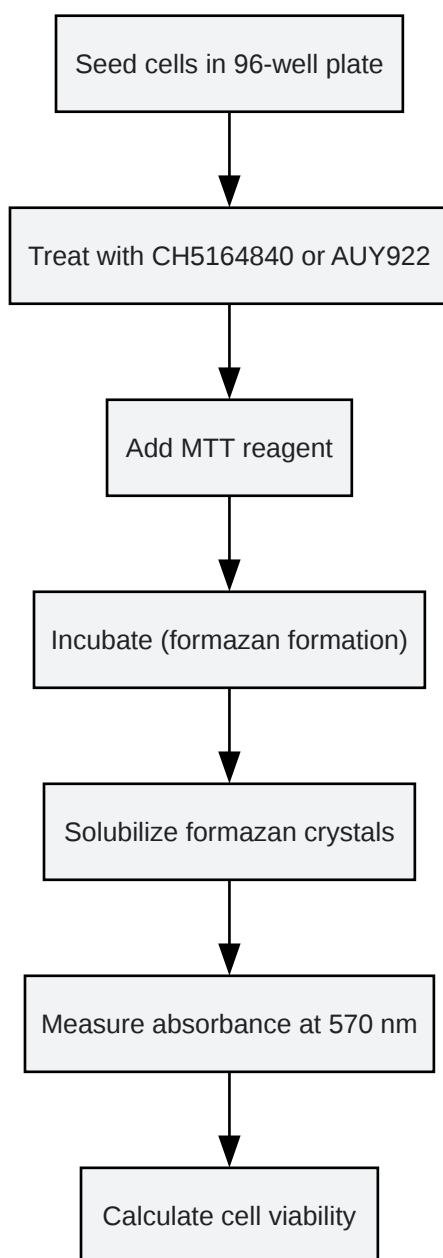 Seed cells in 96-well plate
Treat with CH5164840 or AUY922
Add MTT reagent
Incubate (formazan formation)
Solubilize formazan crystals
Measure absorbance at 570 nm
Calculate cell viability